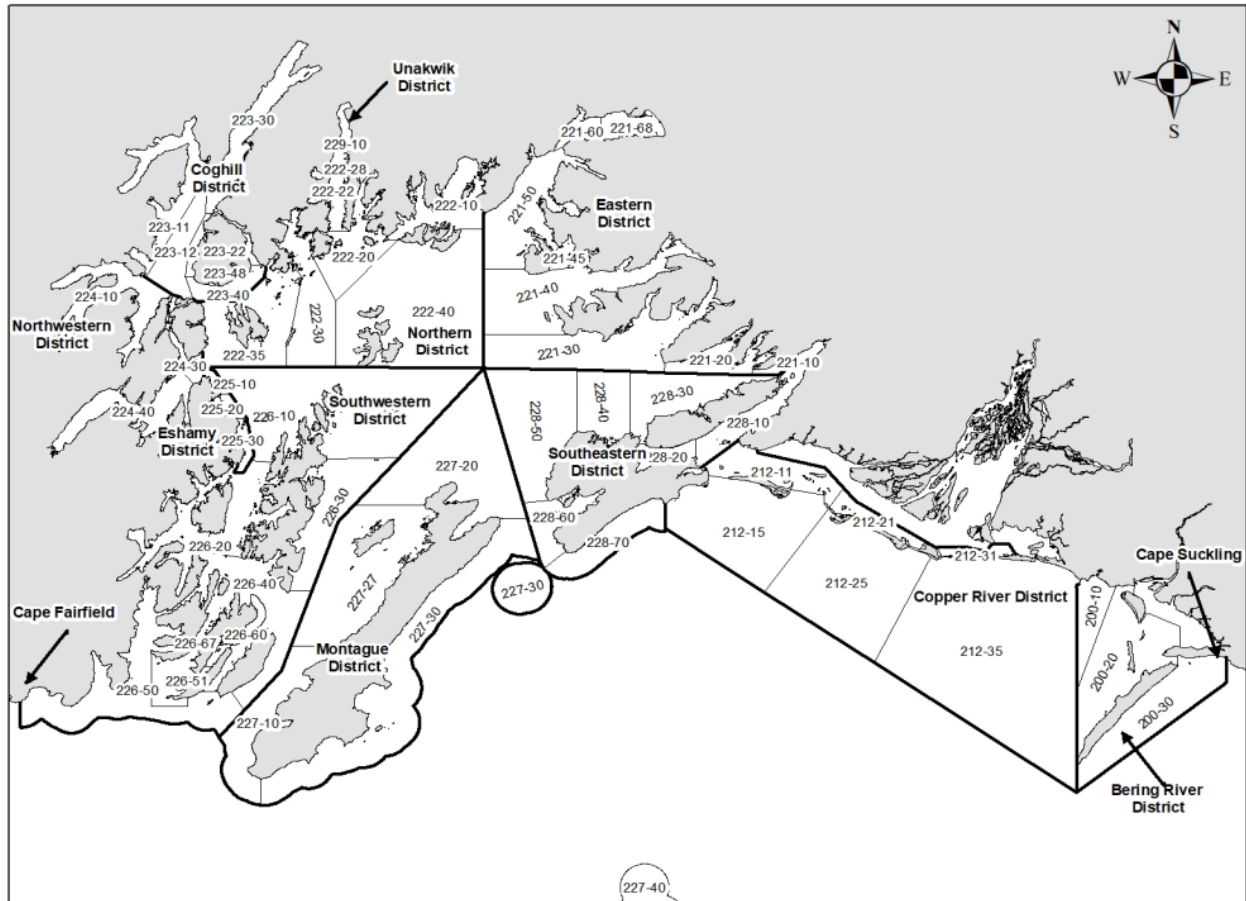 N
W
E
S
Unakwik
District
223-30
221-60
221-68
229-10
222-28
Coghill
District
222-22
222-10
221-50
Eastern
District
223-11
223-12
223-22
222-20
221-45
223-48
224-10
223-40
221-40
Northwestern
District
222-30
222-40
Northern
District
222-35
221-30
221-20
221-10
224-30
225-10
225-20
226-10
Southwestern
District
228-40
228-30
224-40
228-50
228-10
Eshamy
District
225-30
227-20
Southeastern
District
228-20
212-11
226-30
228-60
212-21
226-20
228-70
212-15
212-31
Cape Suckling
226-40
227-27
227-30
212-25
Copper River District
200-10
Cape Fairfield
227-30
226-60
226-67
Montague
District
212-35
226-51
226-50
200-20
227-10
200-30
Bering River
District
227-40